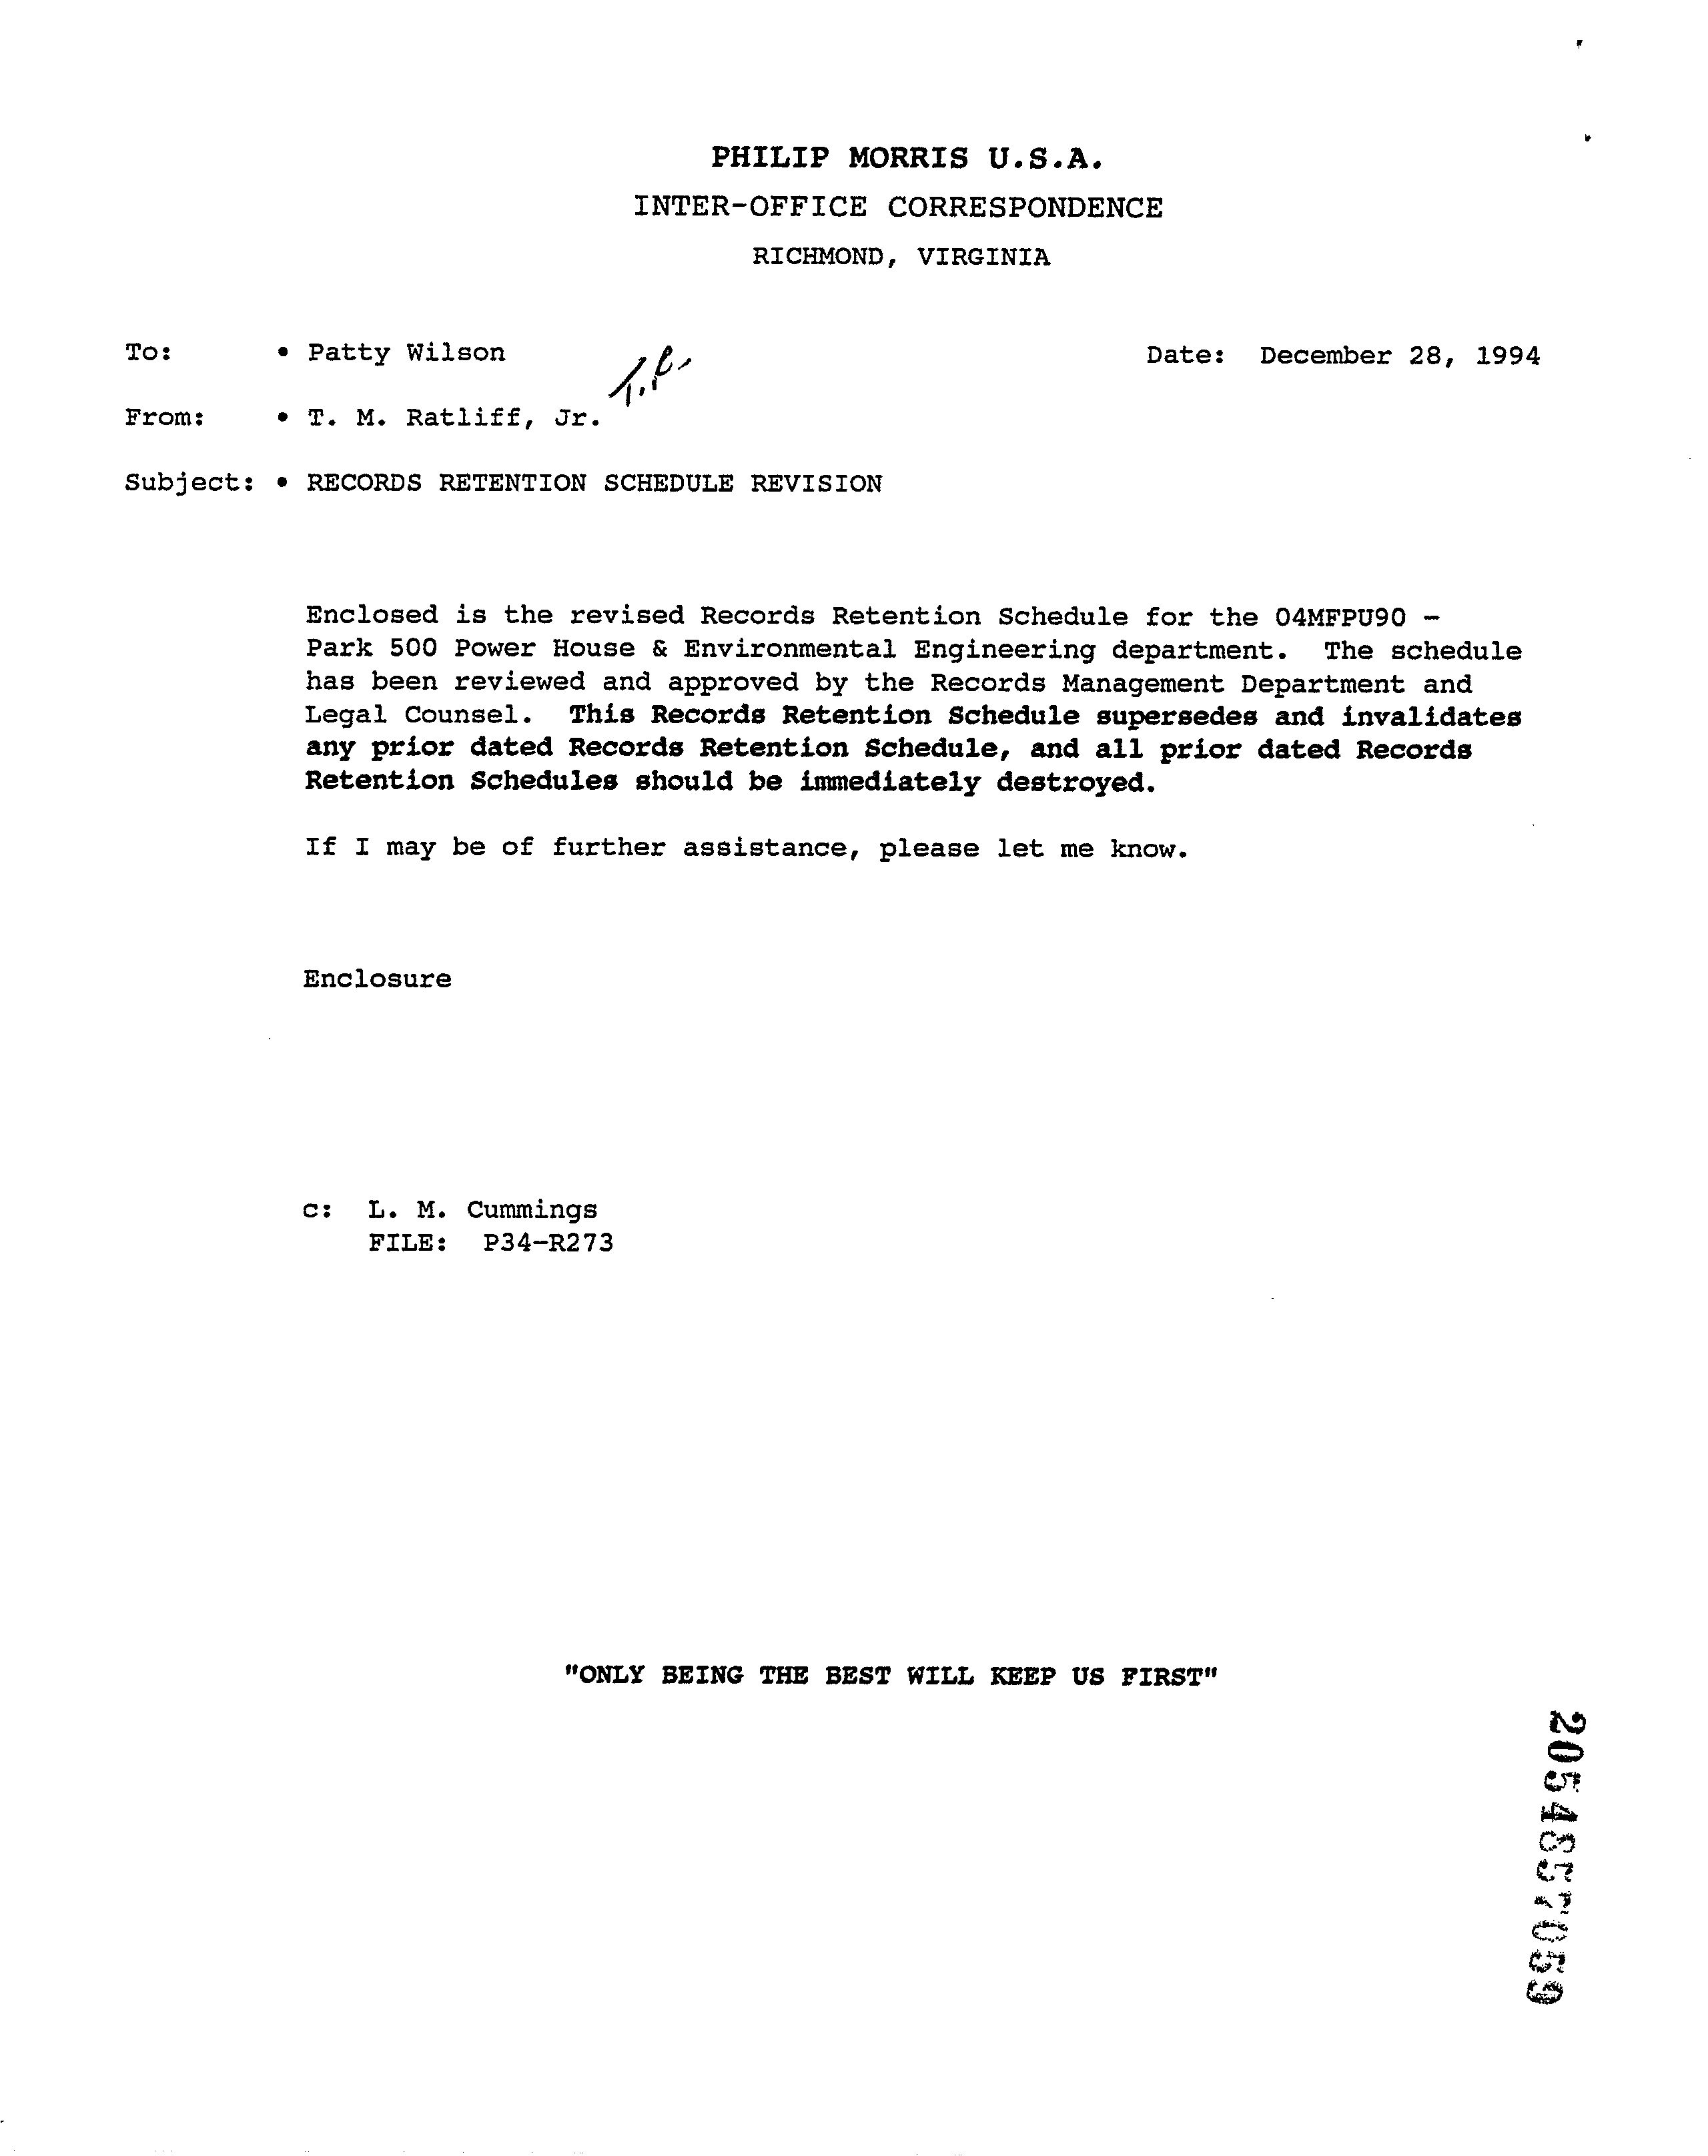 PHILIP MORRIS U.S.A.
INTER-OFFICE CORRESPONDENCE
RICHMOND, VIRGINIA
To: • Patty Wilson Date: December 28, 1994
From: • T. M. Ratliff, Jr.
Subject: • RECORDS RETENTION SCHEDULE REVISION
Enclosed is the revised Records Retention Schedule for the 04MFPU90 -
Park 500 Power House & Environmental Engineering department. The schedule
has been reviewed and approved by the Records Management Department and
Legal Counsel. This Records Retention Schedule supersedes and invalidates
any prior dated Records Retention Schedule, and all prior dated Records
Retention Schedules should be immediately destroyed.
If I may be of further assistance, please let me know.
Enclosure
c: L. M. Cummings
FILE: P34-R273
"ONLY BEING THE BEST WILL KEEP US FIRST"
2054857059